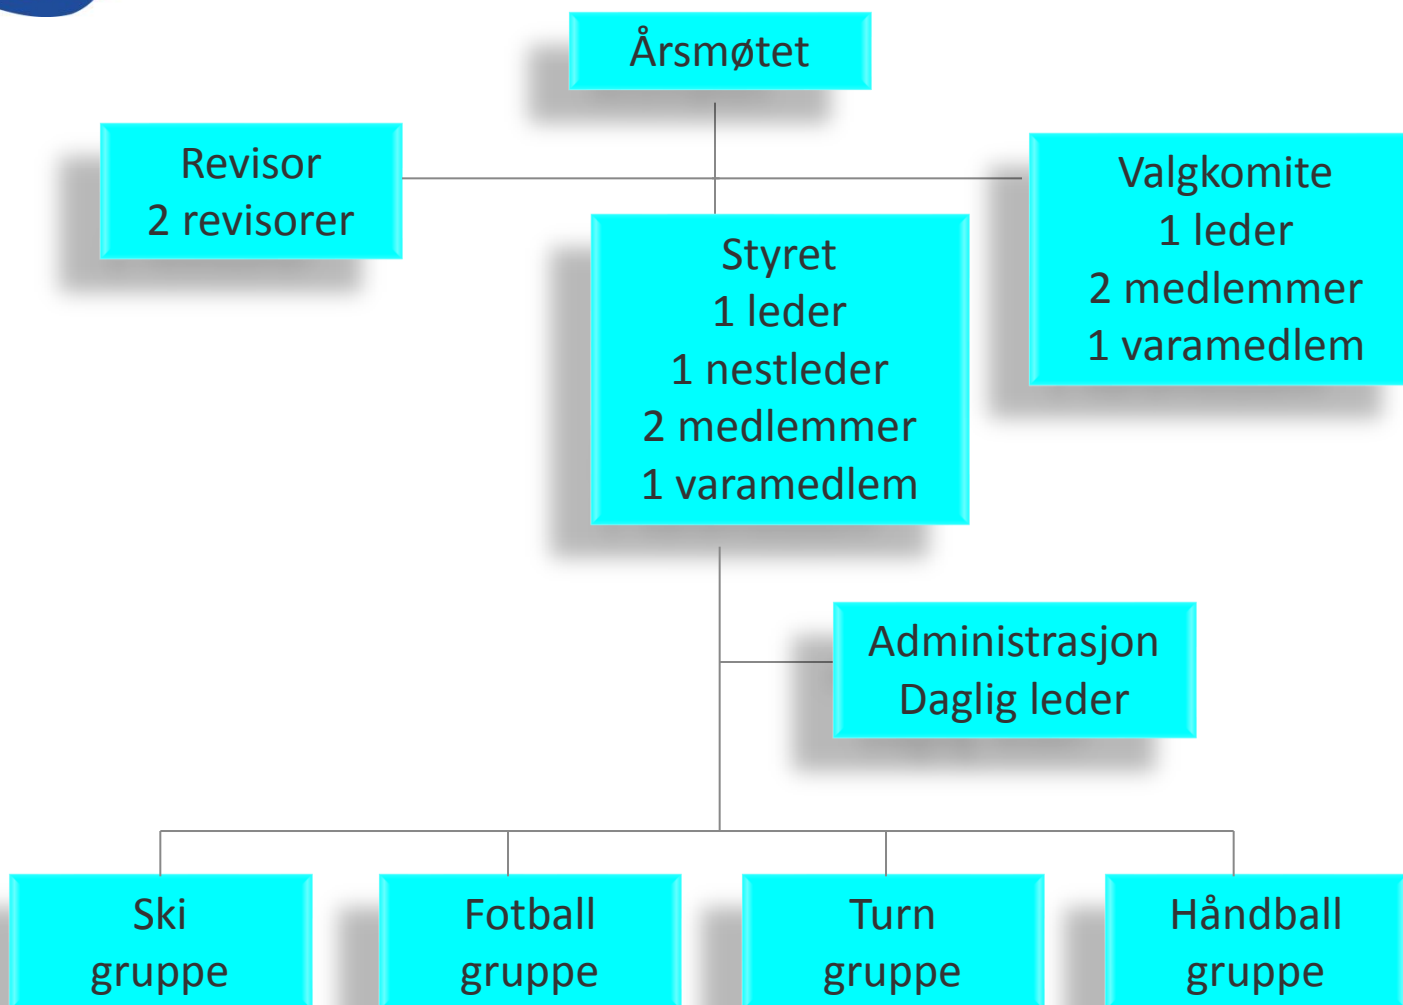 Årsmøtet
Revisor
2 revisorer
Valgkomite
1 leder
2 medlemmer
1 varamedlem
Styret
1 leder
1 nestleder
2 medlemmer
1 varamedlem
Administrasjon
Daglig leder
Ski
gruppe
Fotball
gruppe
Turn
gruppe
Håndball
gruppe